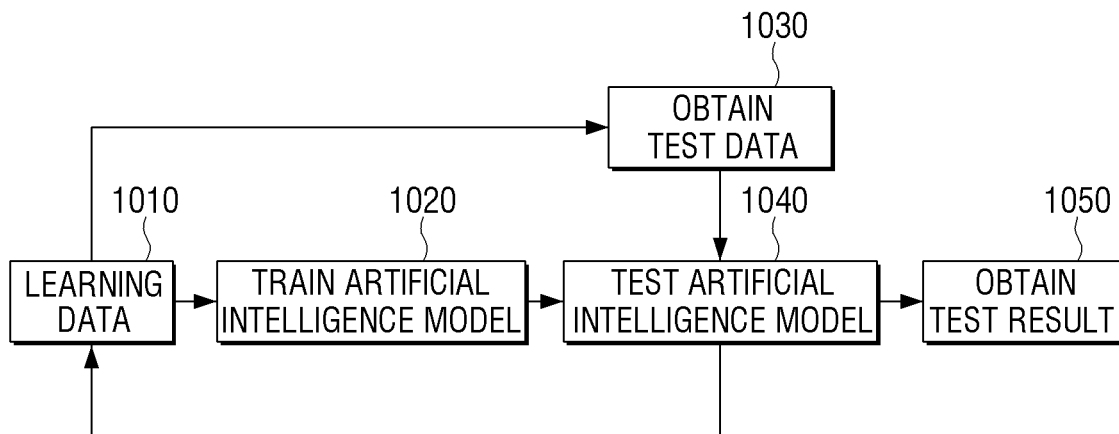 1030
OBTAIN
TEST DATA
1010
LEARNING
DATA
1020
TRAIN ARTIFICIAL
INTELLIGENCE MODEL
1040
TEST ARTIFICIAL
INTELLIGENCE MODEL
1050
OBTAIN
TEST RESULT